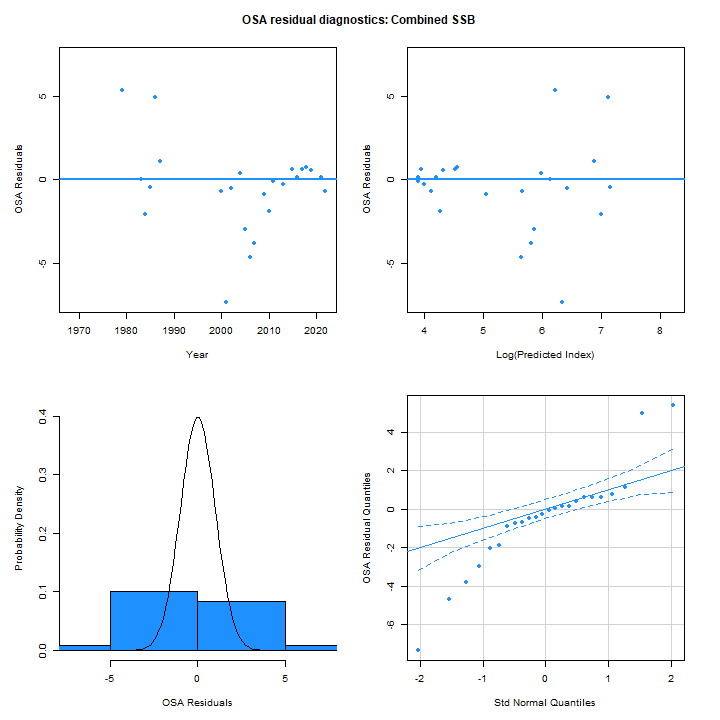 OSA residual diagnostics: Combined SSB
OSA Residuals
5
0
-5
1970 1980 1990 2000 2010 2020
Year
OSA Residuals
5
0
-5
4 5 6 7 8
Log(Predicted Index)
Probability Density
0.4
0.3
0.2
0.1
0.0
-5 0 5
OSA Residuals
OSA Residual Quantiles
4
2
0
-2
-4
-6
-2 -1 0 1 2
Std Normal Quantiles